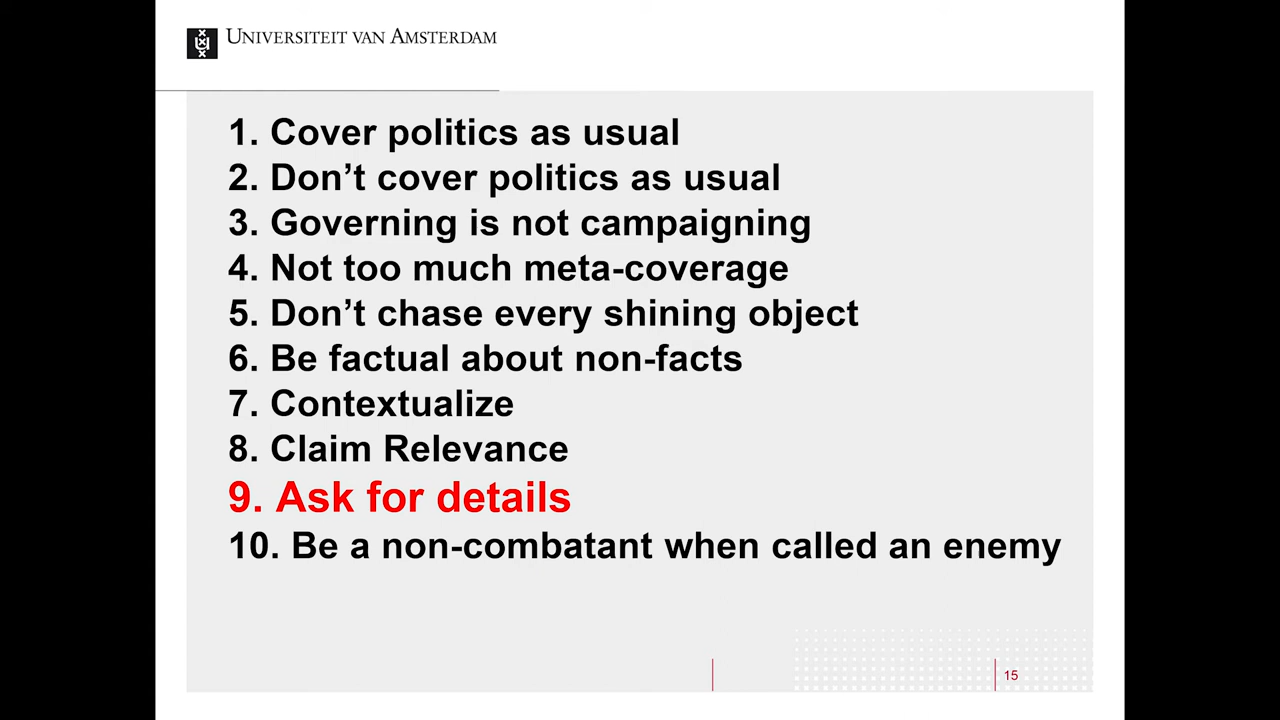 UNIVERSITEIT VAN AMSTERDAM
1. Cover politics as usual
2. Don’t cover politics as usual
3. Governing is not campaigning
4. Not too much meta-coverage
5. Don’t chase every shining object
6. Be factual about non-facts
7. Contextualize
8. Claim Relevance
9. Ask for details
10. Be a non-combatant when called an enemy
15